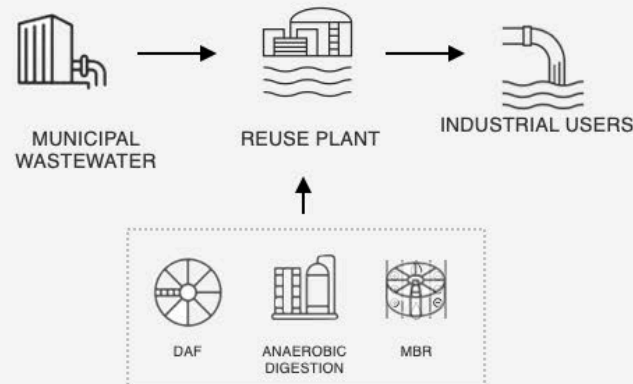 MUNICIPAL
WASTEWATER
REUSE PLANT
INDUSTRIAL USERS
DAF
ANAEROBIC
DIGESTION
MBR